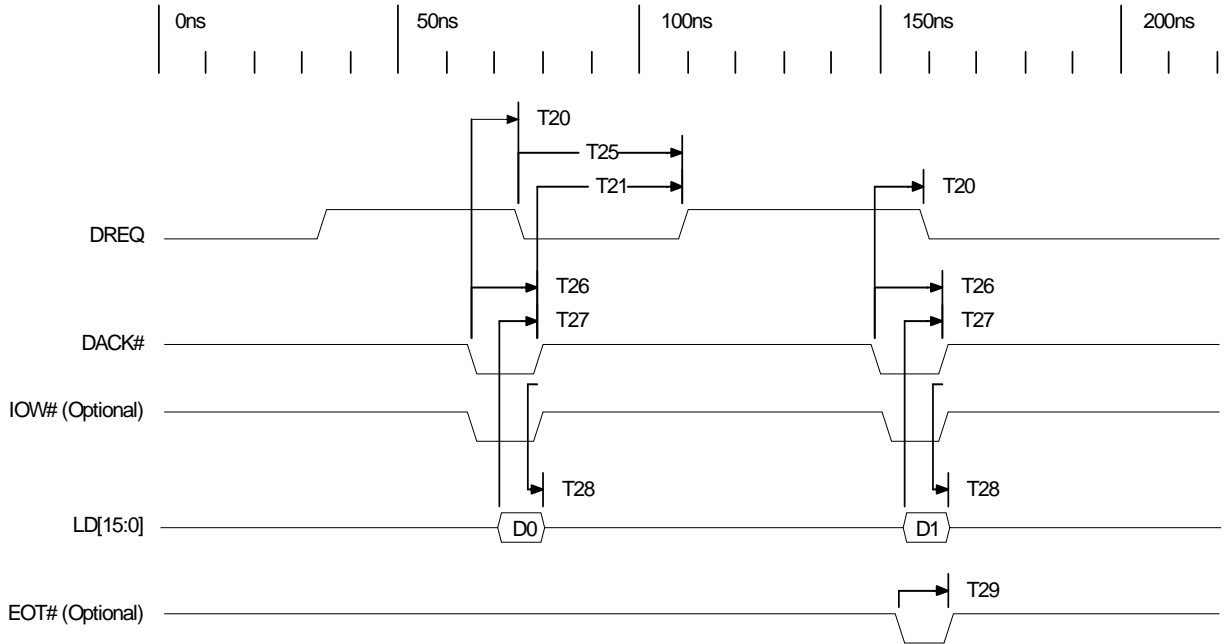 0ns 50ns 100ns 150ns 200ns
T20
T25
T21 T20
DREQ
T26 T26
T27 T27
DACK#
IOW# (Optional)
T28 T28
LD[15:0] D0 D1
T29
EOT# (Optional)